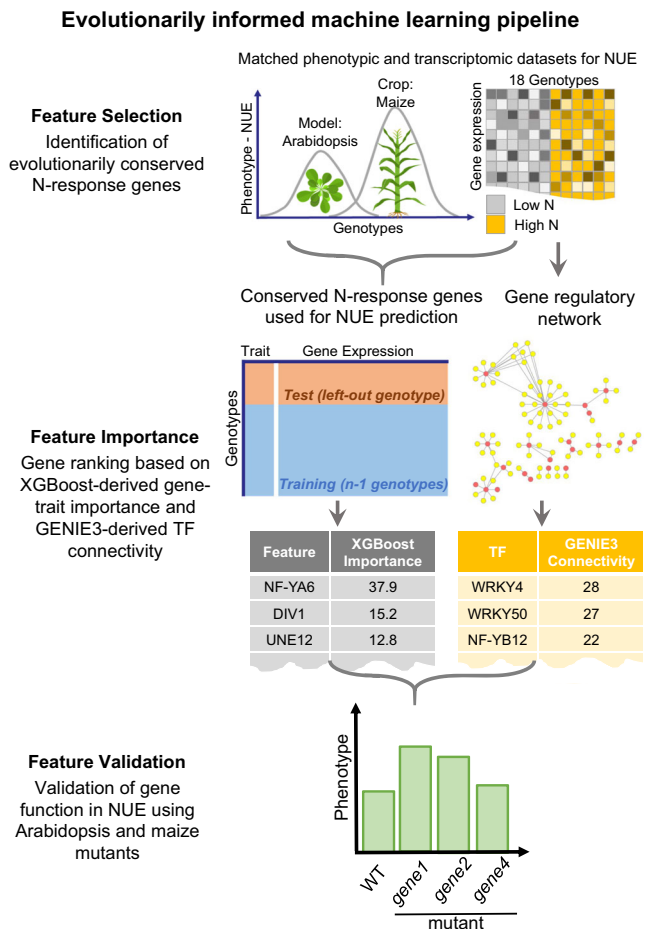 Evolutionarily informed machine learning pipeline
Matched phenotypic and transcriptomic datasets for NUE
Feature Selection
Identification of
evolutionarily conserved
N-response genes
Phenotype - NUE
Model:
Arabidopsis
Crop:
Maize
Genotypes
18 Genotypes
Gene expression
Low N
High N
Conserved N-response genes
used for NUE prediction
Gene regulatory
network
Feature Importance
Gene ranking based on
XGBoost-derived gene-
trait importance and
GENIE3-derived TF
connectivity
Trait
Gene Expression
Genotypes
Test (left-out genotype)
Training (n-1 genotypes)
Feature
XGBoost
Importance
NF-YA6
37.9
DIV1
15.2
UNE12
12.8
TF
GENIE3
Connectivity
WRKY4
28
WRKY50
27
NF-YB12
22
Feature Validation
Validation of gene
function in NUE using
Arabidopsis and maize
mutants
Phenotype
WT
gene1
gene2
gene4
mutant